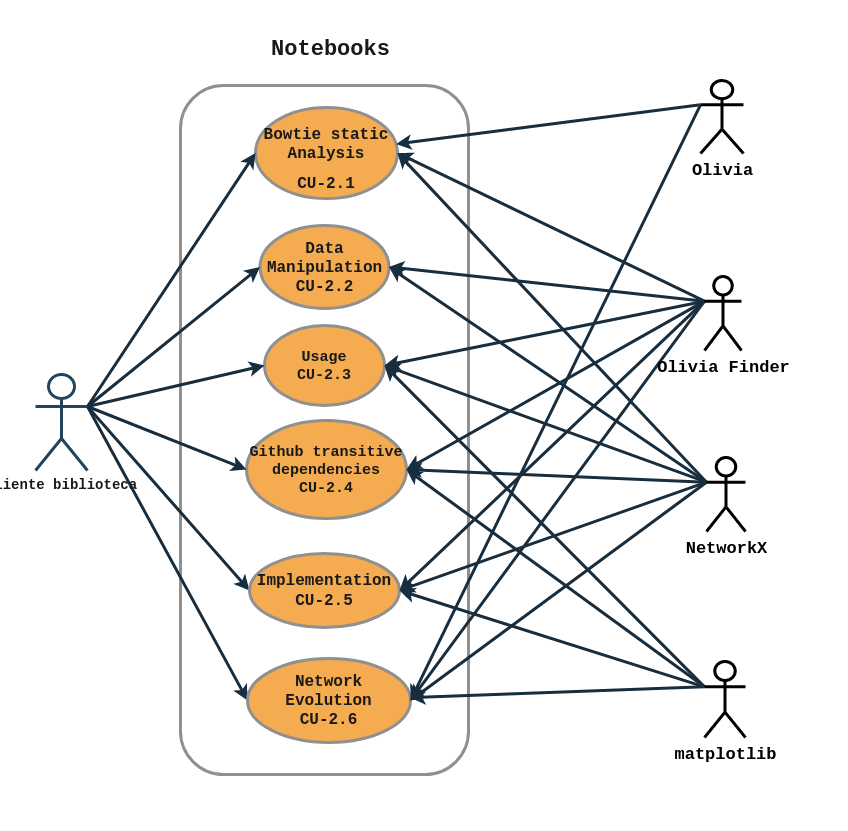 Notebooks
Bowtie static
Analysis
CU-2.1
Data
Manipulation
CU-2.2
Usage
CU-2.3
Github transitive
dependencies
CU-2.4
Implementation
CU-2.5
Network
Evolution
CU-2.6
liente biblioteca
Olivia
Olivia Finder
NetworkX
matplotlib